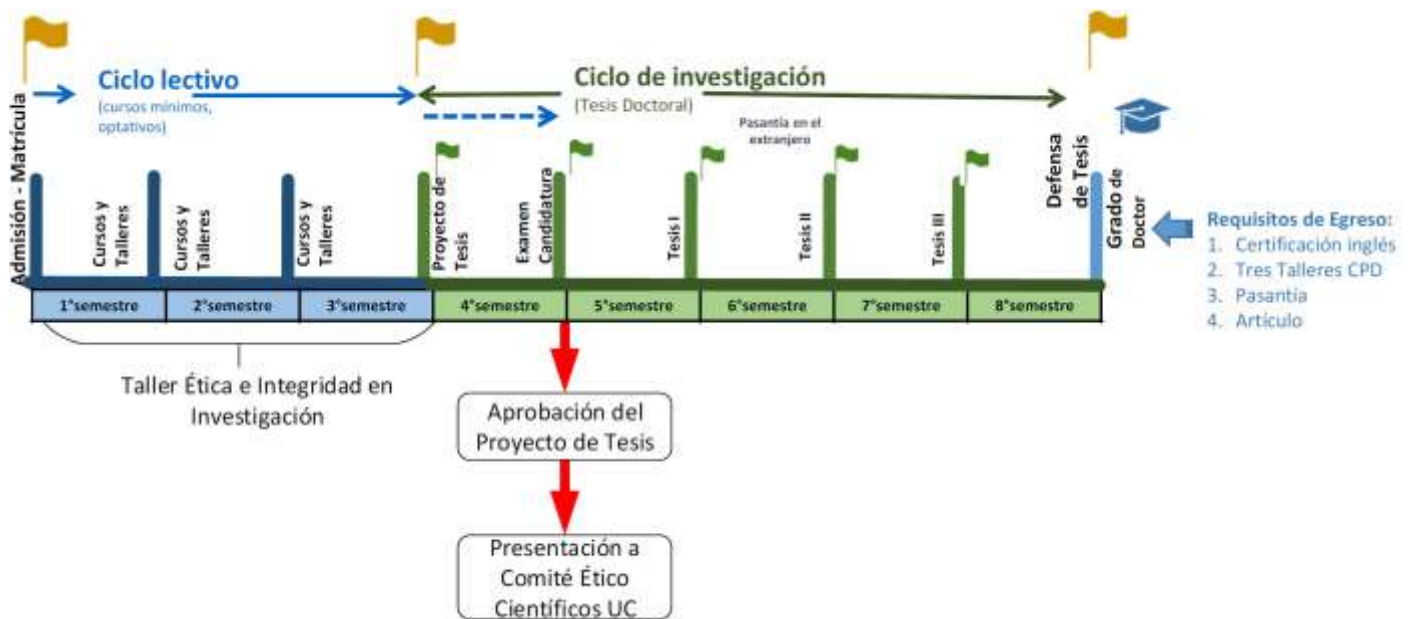 Ciclo lectivo
(cursos mínimos,
optativos)
Ciclo de investigación
(Tesis Doctoral)
Pasantía en el
extranjero
Admisión - Matrícula
Cursos y
Talleres
Cursos y
Talleres
Cursos y
Talleres
Proyecto de
Tesis
Examen
Candidatura
Tesis I
Tesis II
Tesis III
Defensa
de Tesis
Grado de
Doctor
Requisitos de Egreso:
1. Certificación inglés
2. Tres Talleres CPD
3. Pasantía
4. Artículo
1°semestre
2°semestre
3°semestre
4°semestre
5°semestre
6°semestre
7°semestre
8°semestre
Taller Ética e Integridad en
Investigación
Aprobación del
Proyecto de Tesis
Presentación a
Comité Ético
Científicos UC